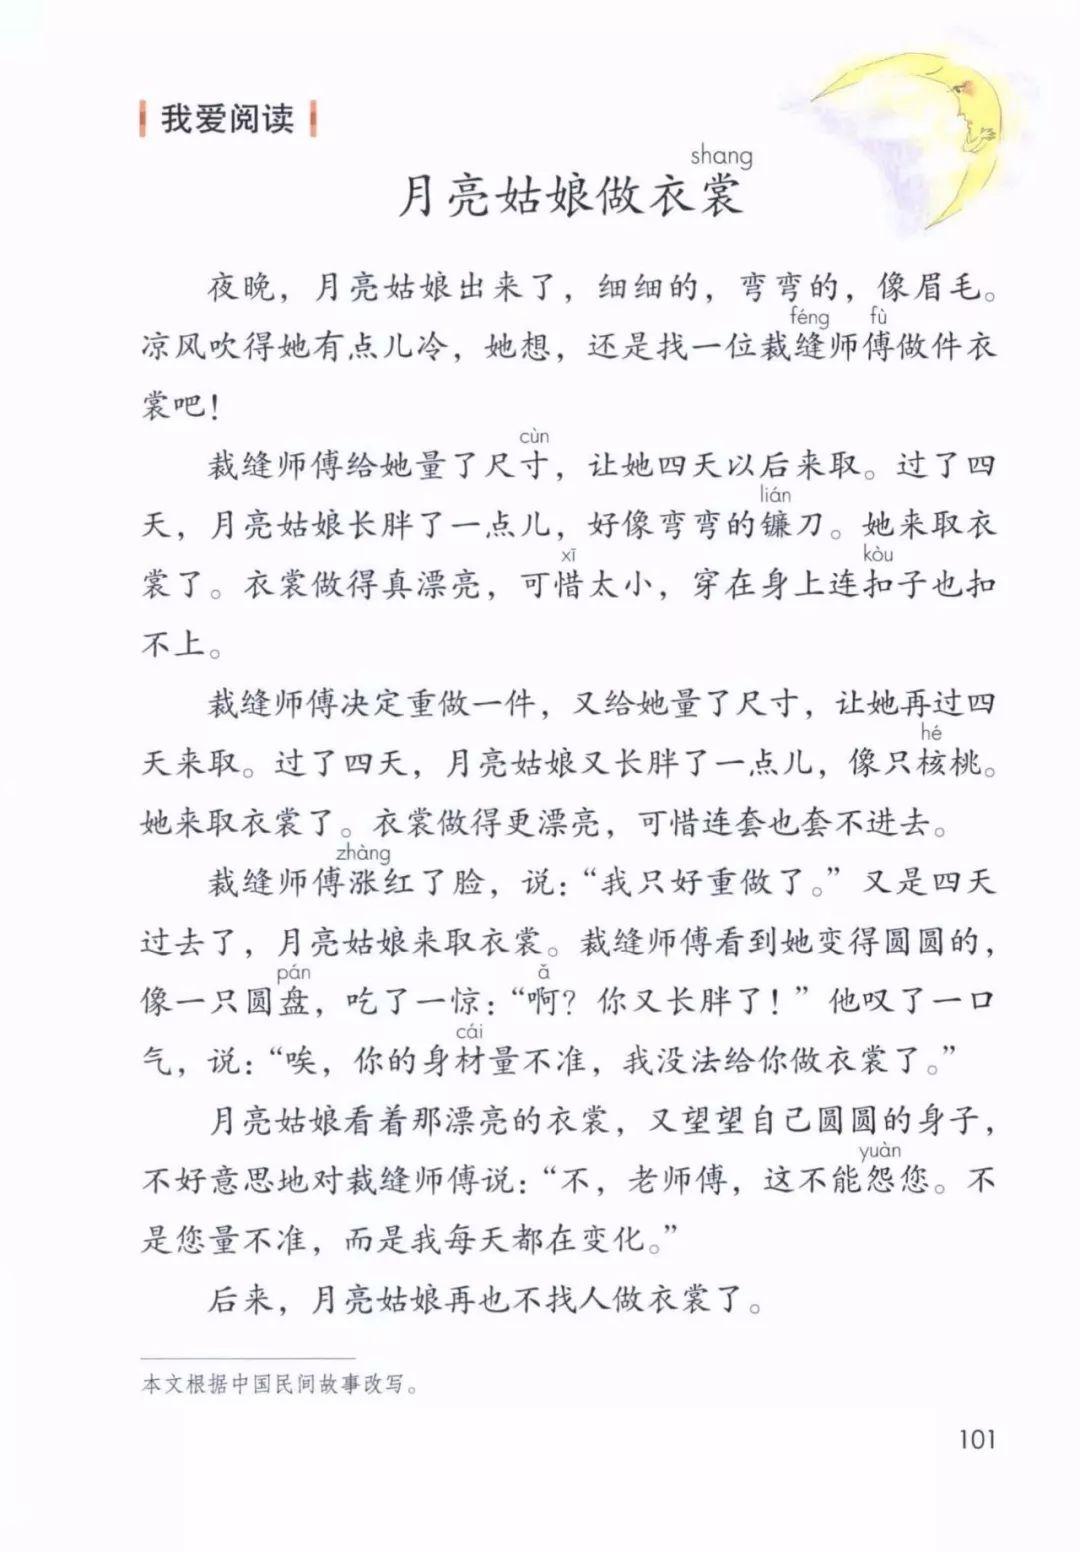 我爱阅读
shang
月亮姑娘做衣裳
夜晚，月亮姑娘出来了，细细的，弯弯的，像眉毛。
féng fù
凉风吹得她有点儿冷，她想，还是找一位裁缝师傅做件衣
裳吧！
cùn
裁缝师傅给她量了尺寸，让她四天以后来取。过了四
lián
天，月亮姑娘长胖了一点儿，好像弯弯的镰刀。她来取衣
xī kòu
裳了。衣裳做得真漂亮，可惜太小，穿在身上连扣子也扣
不上。
裁缝师傅决定重做一件，又给她量了尺寸，让她再过四
hé
天来取。过了四天，月亮姑娘又长胖了一点儿，像只核桃。
她来取衣裳了。衣裳做得更漂亮，可惜连套也套不进去。
zhàng
裁缝师傅涨红了脸，说：“我只好重做了。”又是四天
过去了，月亮姑娘来取衣裳。裁缝师傅看到她变得圆圆的，
pán ǎ
像一只圆盘，吃了一惊：“啊？你又长胖了！”他叹了一口
cái
气，说：“唉，你的身材量不准，我没法给你做衣裳了。”
月亮姑娘看着那漂亮的衣裳，又望望自己圆圆的身子，
yuàn
不好意思地对裁缝师傅说：“不，老师傅，这不能怨您。不
是您量不准，而是我每天都在变化。”
后来，月亮姑娘再也不找人做衣裳了。
本文根据中国民间故事改写。
101